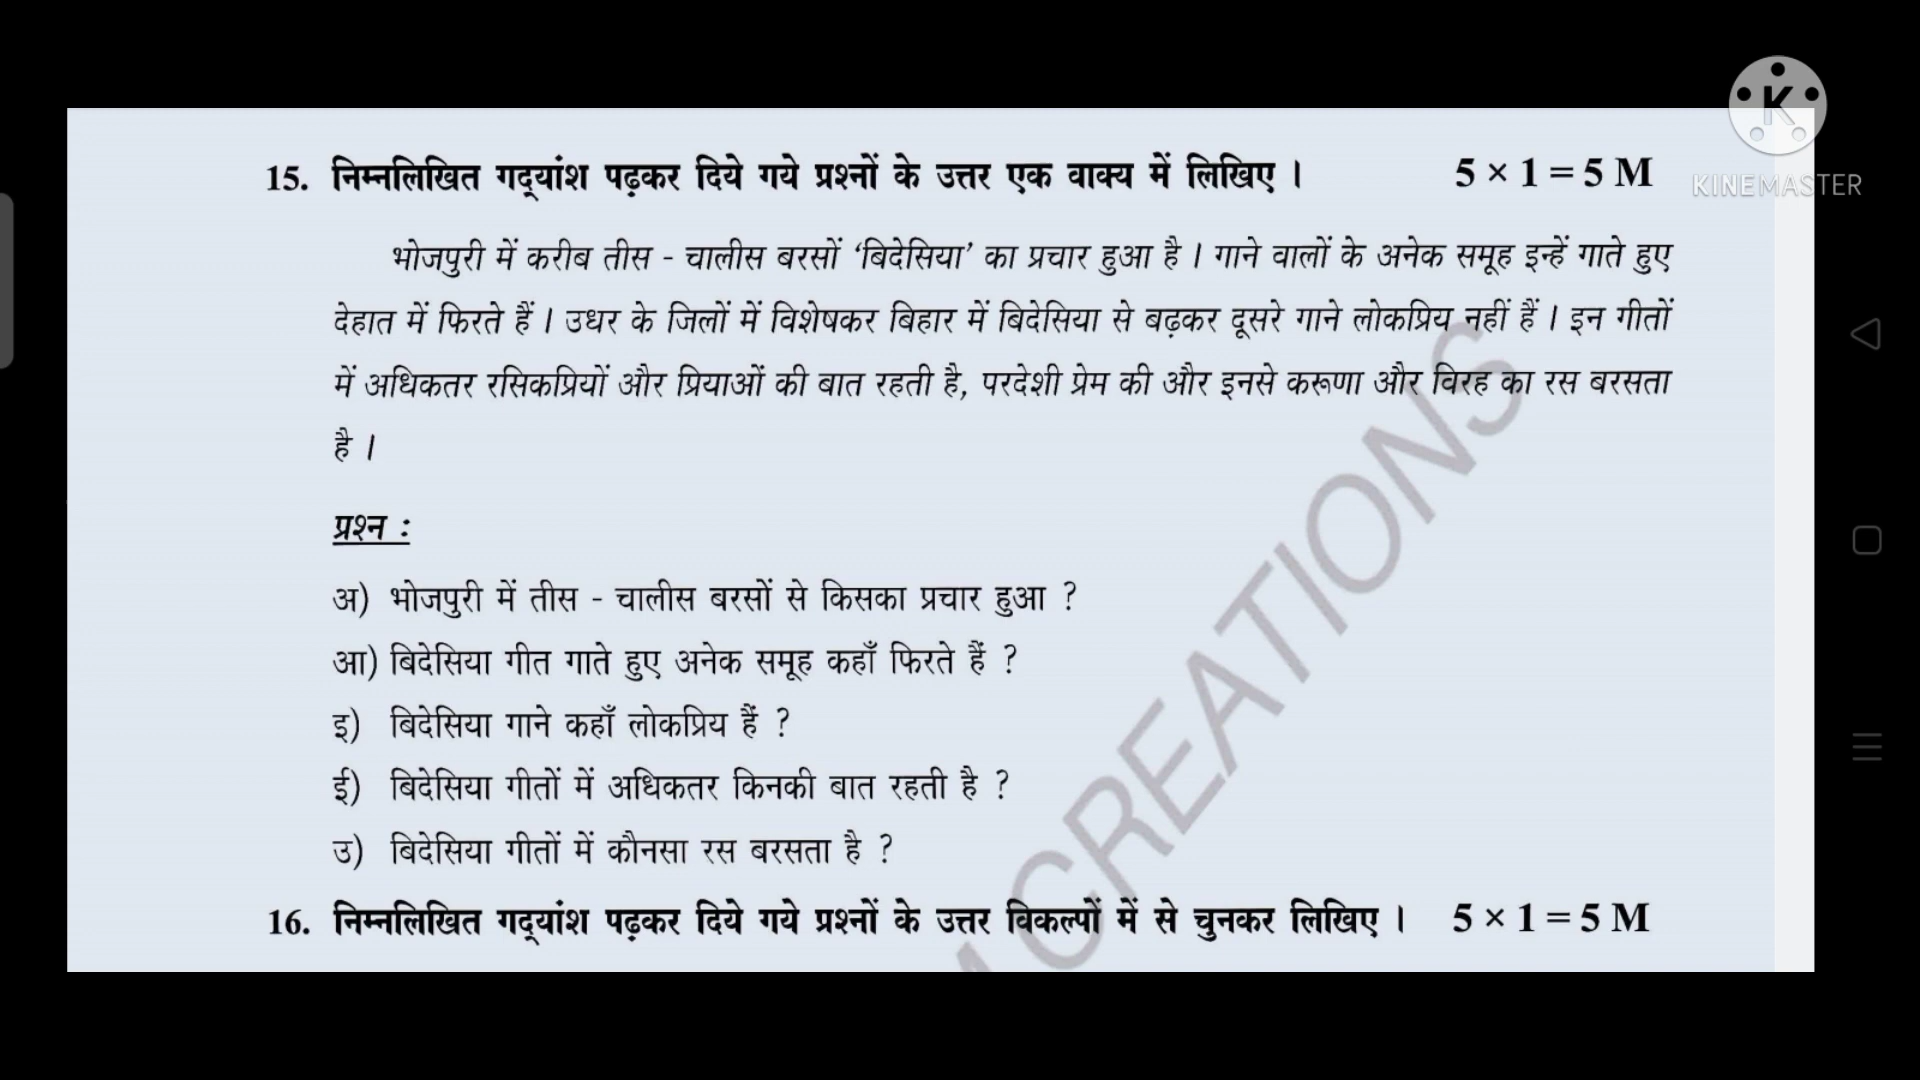 KINEMASTER
15. निम्नलिखित गद्‌यांश पढ़कर दिये गये प्रश्नों के उत्तर एक वाक्य में लिखिए । 5 × 1 = 5 M
भोजपुरी में करीब तीस - चालीस बरसों ‘बिदेसिया’ का प्रचार हुआ है । गाने वालों के अनेक समूह इन्हें गाते हुए
देहात में फिरते हैं । उधर के जिलों में विशेषकर बिहार में बिदेसिया से बढ़कर दूसरे गाने लोकप्रिय नहीं हैं । इन गीतों
में अधिकतर रसिकप्रियों और प्रियाओं की बात रहती है, परदेशी प्रेम की और इनसे करूणा और विरह का रस बरसता
है ।
प्रश्न :
अ) भोजपुरी में तीस - चालीस बरसों से किसका प्रचार हुआ ?
आ) बिदेसिया गीत गाते हुए अनेक समूह कहाँ फिरते हैं ?
इ) बिदेसिया गाने कहाँ लोकप्रिय हैं ?
ई) बिदेसिया गीतों में अधिकतर किनकी बात रहती है ?
उ) बिदेसिया गीतों में कौनसा रस बरसता है ?
16. निम्नलिखित गद्‌यांश पढ़कर दिये गये प्रश्नों के उत्तर विकल्पों में से चुनकर लिखिए । 5 × 1 = 5 M
CREATIONS